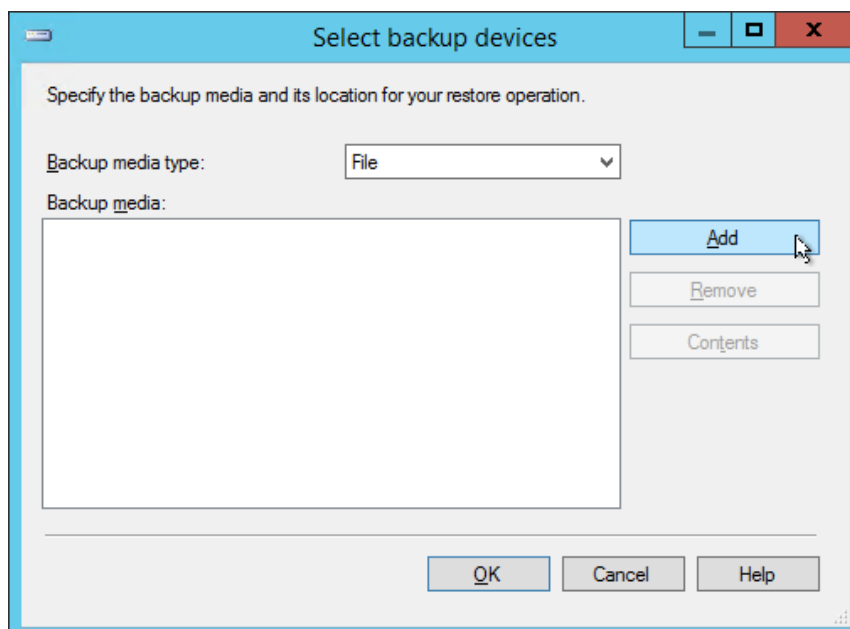 Select backup devices
Specify the backup media and its location for your restore operation.
Backup media type:
File
Backup media:
Add
Remove
Contents
OK
Cancel
Help